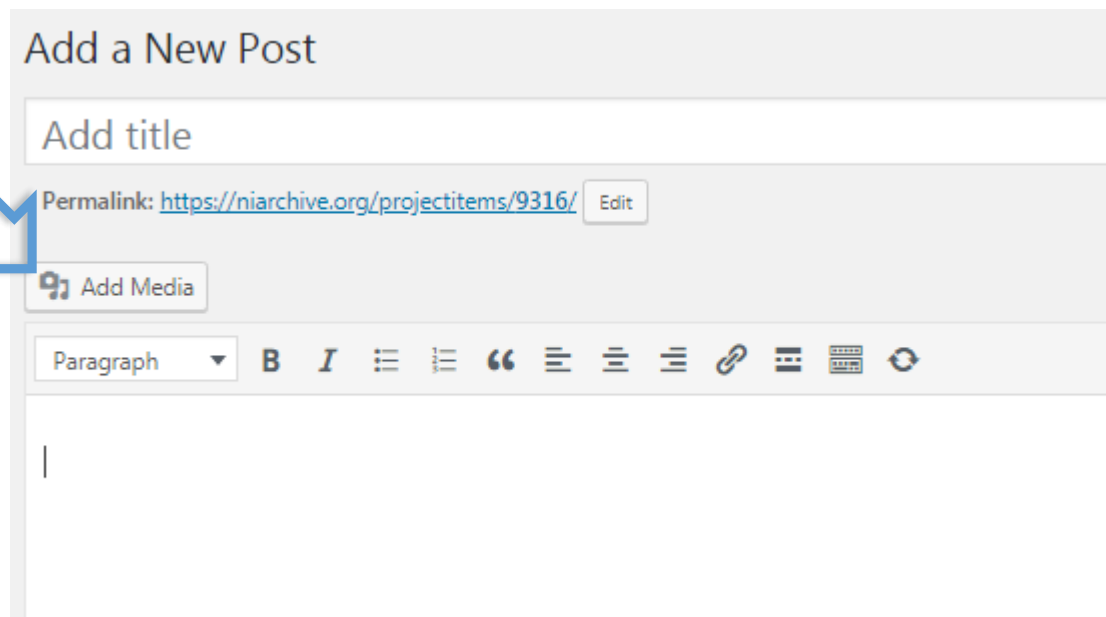 Add a New Post
Add title
Permalink: https://niarchive.org/projectitems/9316/ Edit
Add Media
Paragraph B I